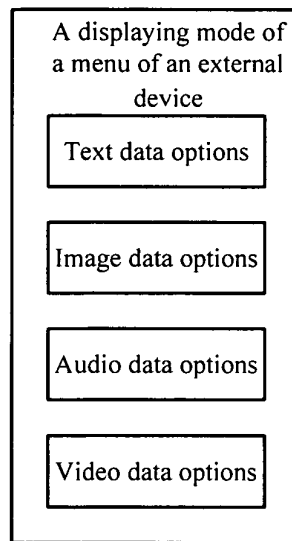 A displaying mode of
a menu of an external
device
Text data options
Image data options
Audio data options
Video data options